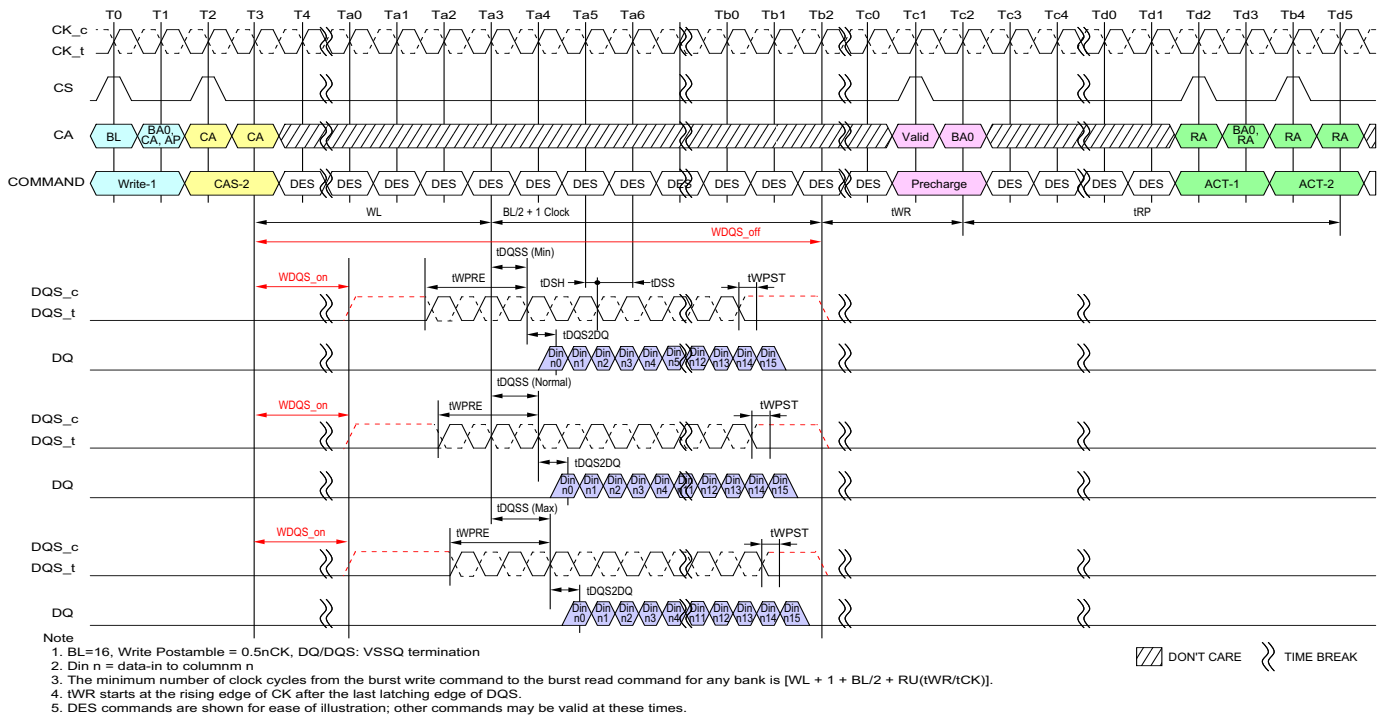 T0 T1 T2 T3 T4 Ta0 Ta1 Ta2 Ta3 Ta4 Ta5 Ta6 Tb0 Tb1 Tb2 Tc0 Tc1 Tc2 Tc3 Tc4 Td0 Td1 Td2 Td3 Tb4 Td5
CK_c
CK_t
CS
CA BL BA0, CA, AP CA CA Valid BA0 RA BA0, RA RA RA
COMMAND Write-1 CAS-2 DES DES DES DES DES DES DES DES DES DES DES DES DES Precharge DES DES DES DES ACT-1 ACT-2
WL BL/2 + 1 Clock tWR tRP
WDQS_off
tDQSS (Min)
WDQS_on tWPRE tDSH tDSS tWPST
DQS_c
DQS_t
tDQS2DQ
DQ Din n0 Din n1 Din n2 Din n3 Din n4 Din n5 Din n12 Din n13 Din n14 Din n15
tDQSS (Normal)
WDQS_on tWPRE tWPST
DQS_c
DQS_t
tDQS2DQ
DQ Din n0 Din n1 Din n2 Din n3 Din n4 Din n11 Din n12 Din n13 Din n14 Din n15
tDQSS (Max)
WDQS_on tWPRE tWPST
DQS_c
DQS_t
tDQS2DQ
DQ Din n0 Din n1 Din n2 Din n3 Din n4 Din n11 Din n12 Din n13 Din n14 Din n15
Note
1. BL=16, Write Postamble = 0.5nCK, DQ/DQS: VSSQ termination
2. Din n = data-in to columnm n
3. The minimum number of clock cycles from the burst write command to the burst read command for any bank is [WL + 1 + BL/2 + RU(tWR/tCK)].
4. tWR starts at the rising edge of CK after the last latching edge of DQS.
5. DES commands are shown for ease of illustration; other commands may be valid at these times.
DON'T CARE TIME BREAK